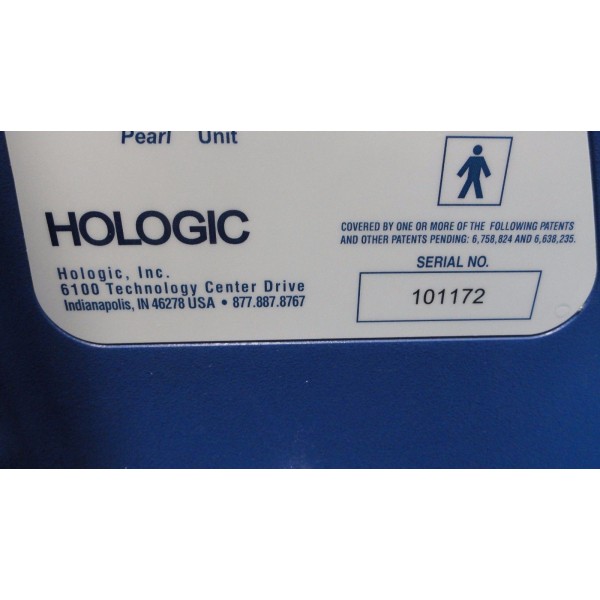 Pearl Unit
HOLOGIC
Hologic, Inc.
6100 Technology Center Drive
Indianapolis, IN 46278 USA • 877.887.8767
COVERED BY ONE OR MORE OF THE FOLLOWING PATENTS
AND OTHER PATENTS PENDING: 6,758,824 AND 6,638,235.
SERIAL NO.
101172